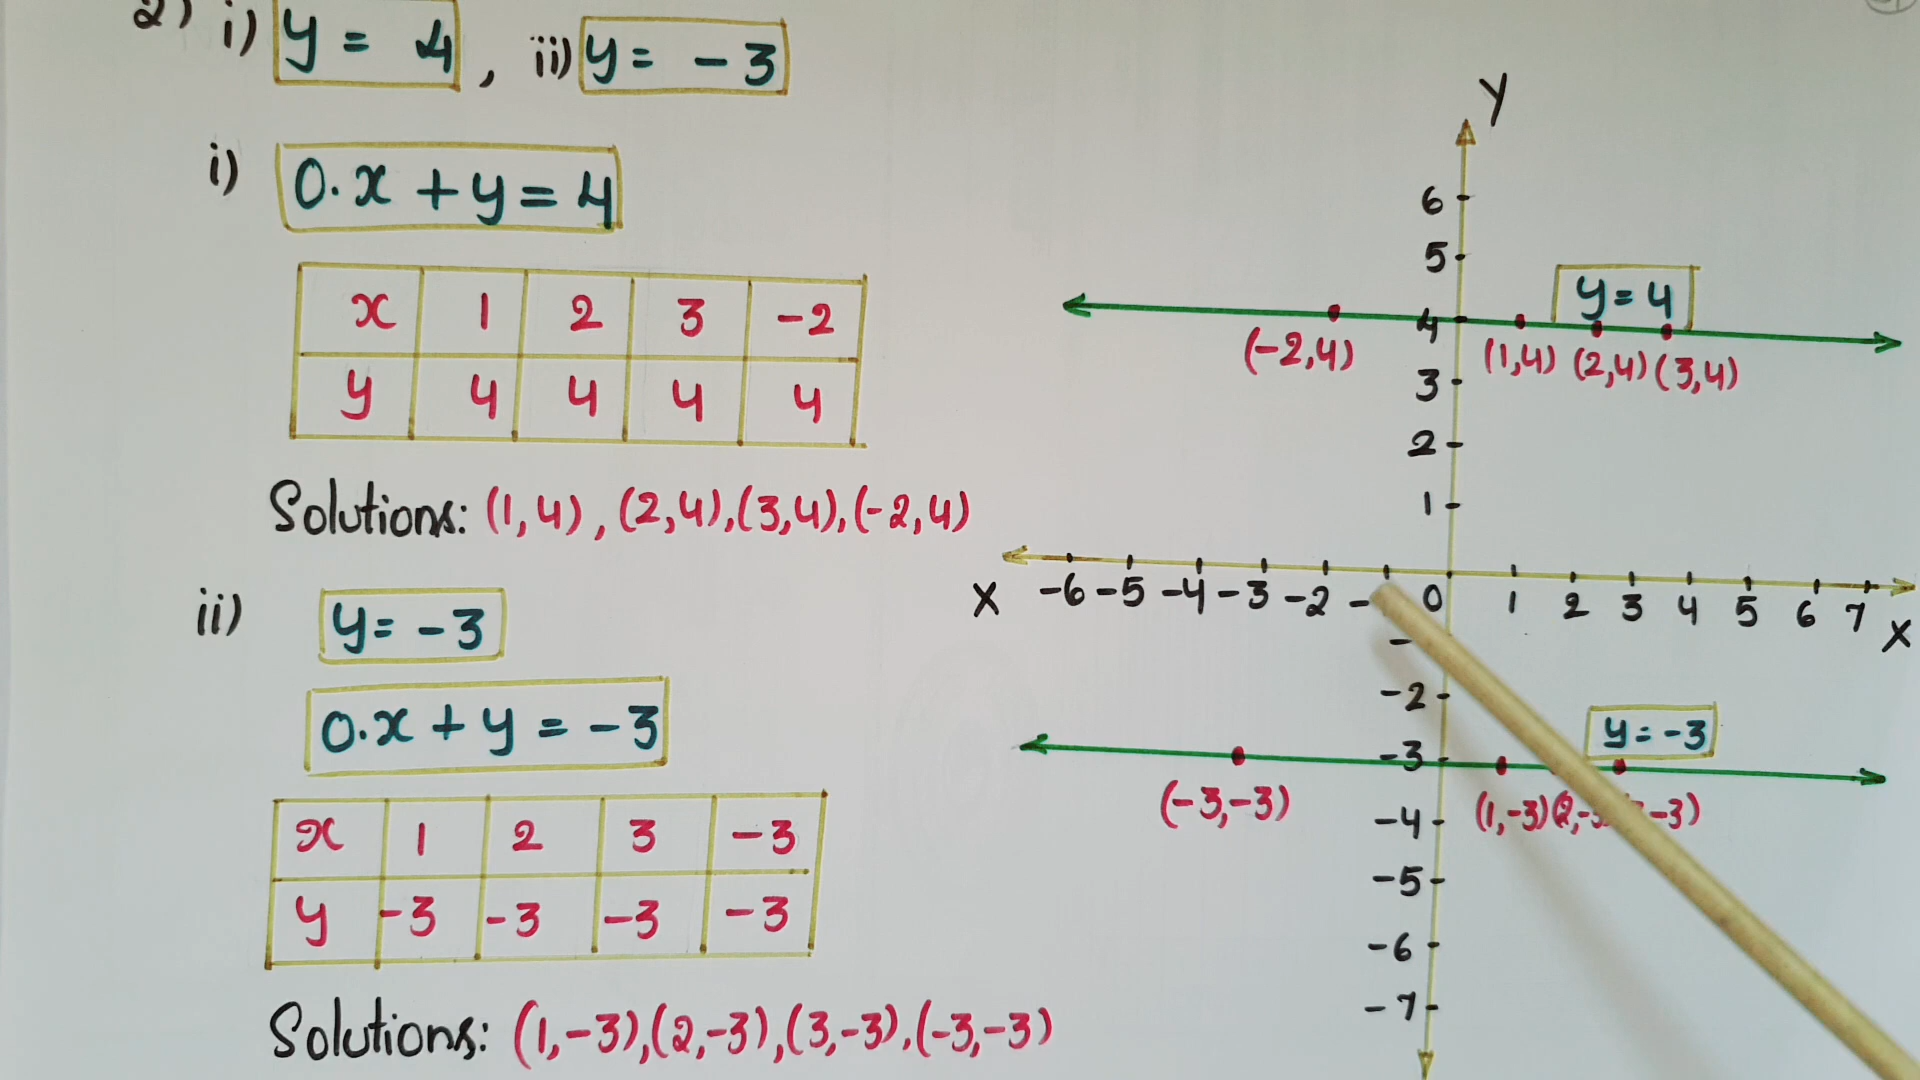 2) i) y = 4 , ii) y = -3
i) 0.x + y = 4
x 1 2 3 -2
y 4 4 4 4
Solutions: (1,4), (2,4),(3,4),(-2,4)
ii) y = -3
0.x + y = -3
x 1 2 3 -3
y -3 -3 -3 -3
Solutions: (1,-3),(2,-3),(3,-3),(-3,-3)
Y
6
5
y = 4
4
(-2,4) (1,4) (2,4) (3,4)
3
2
1
X -6 -5 -4 -3 -2 - 0 1 2 3 4 5 6 7 X
-
-2
y = -3
-3
(-3,-3) (1,-3) (2,-3 -3)
-4
-5
-6
-7